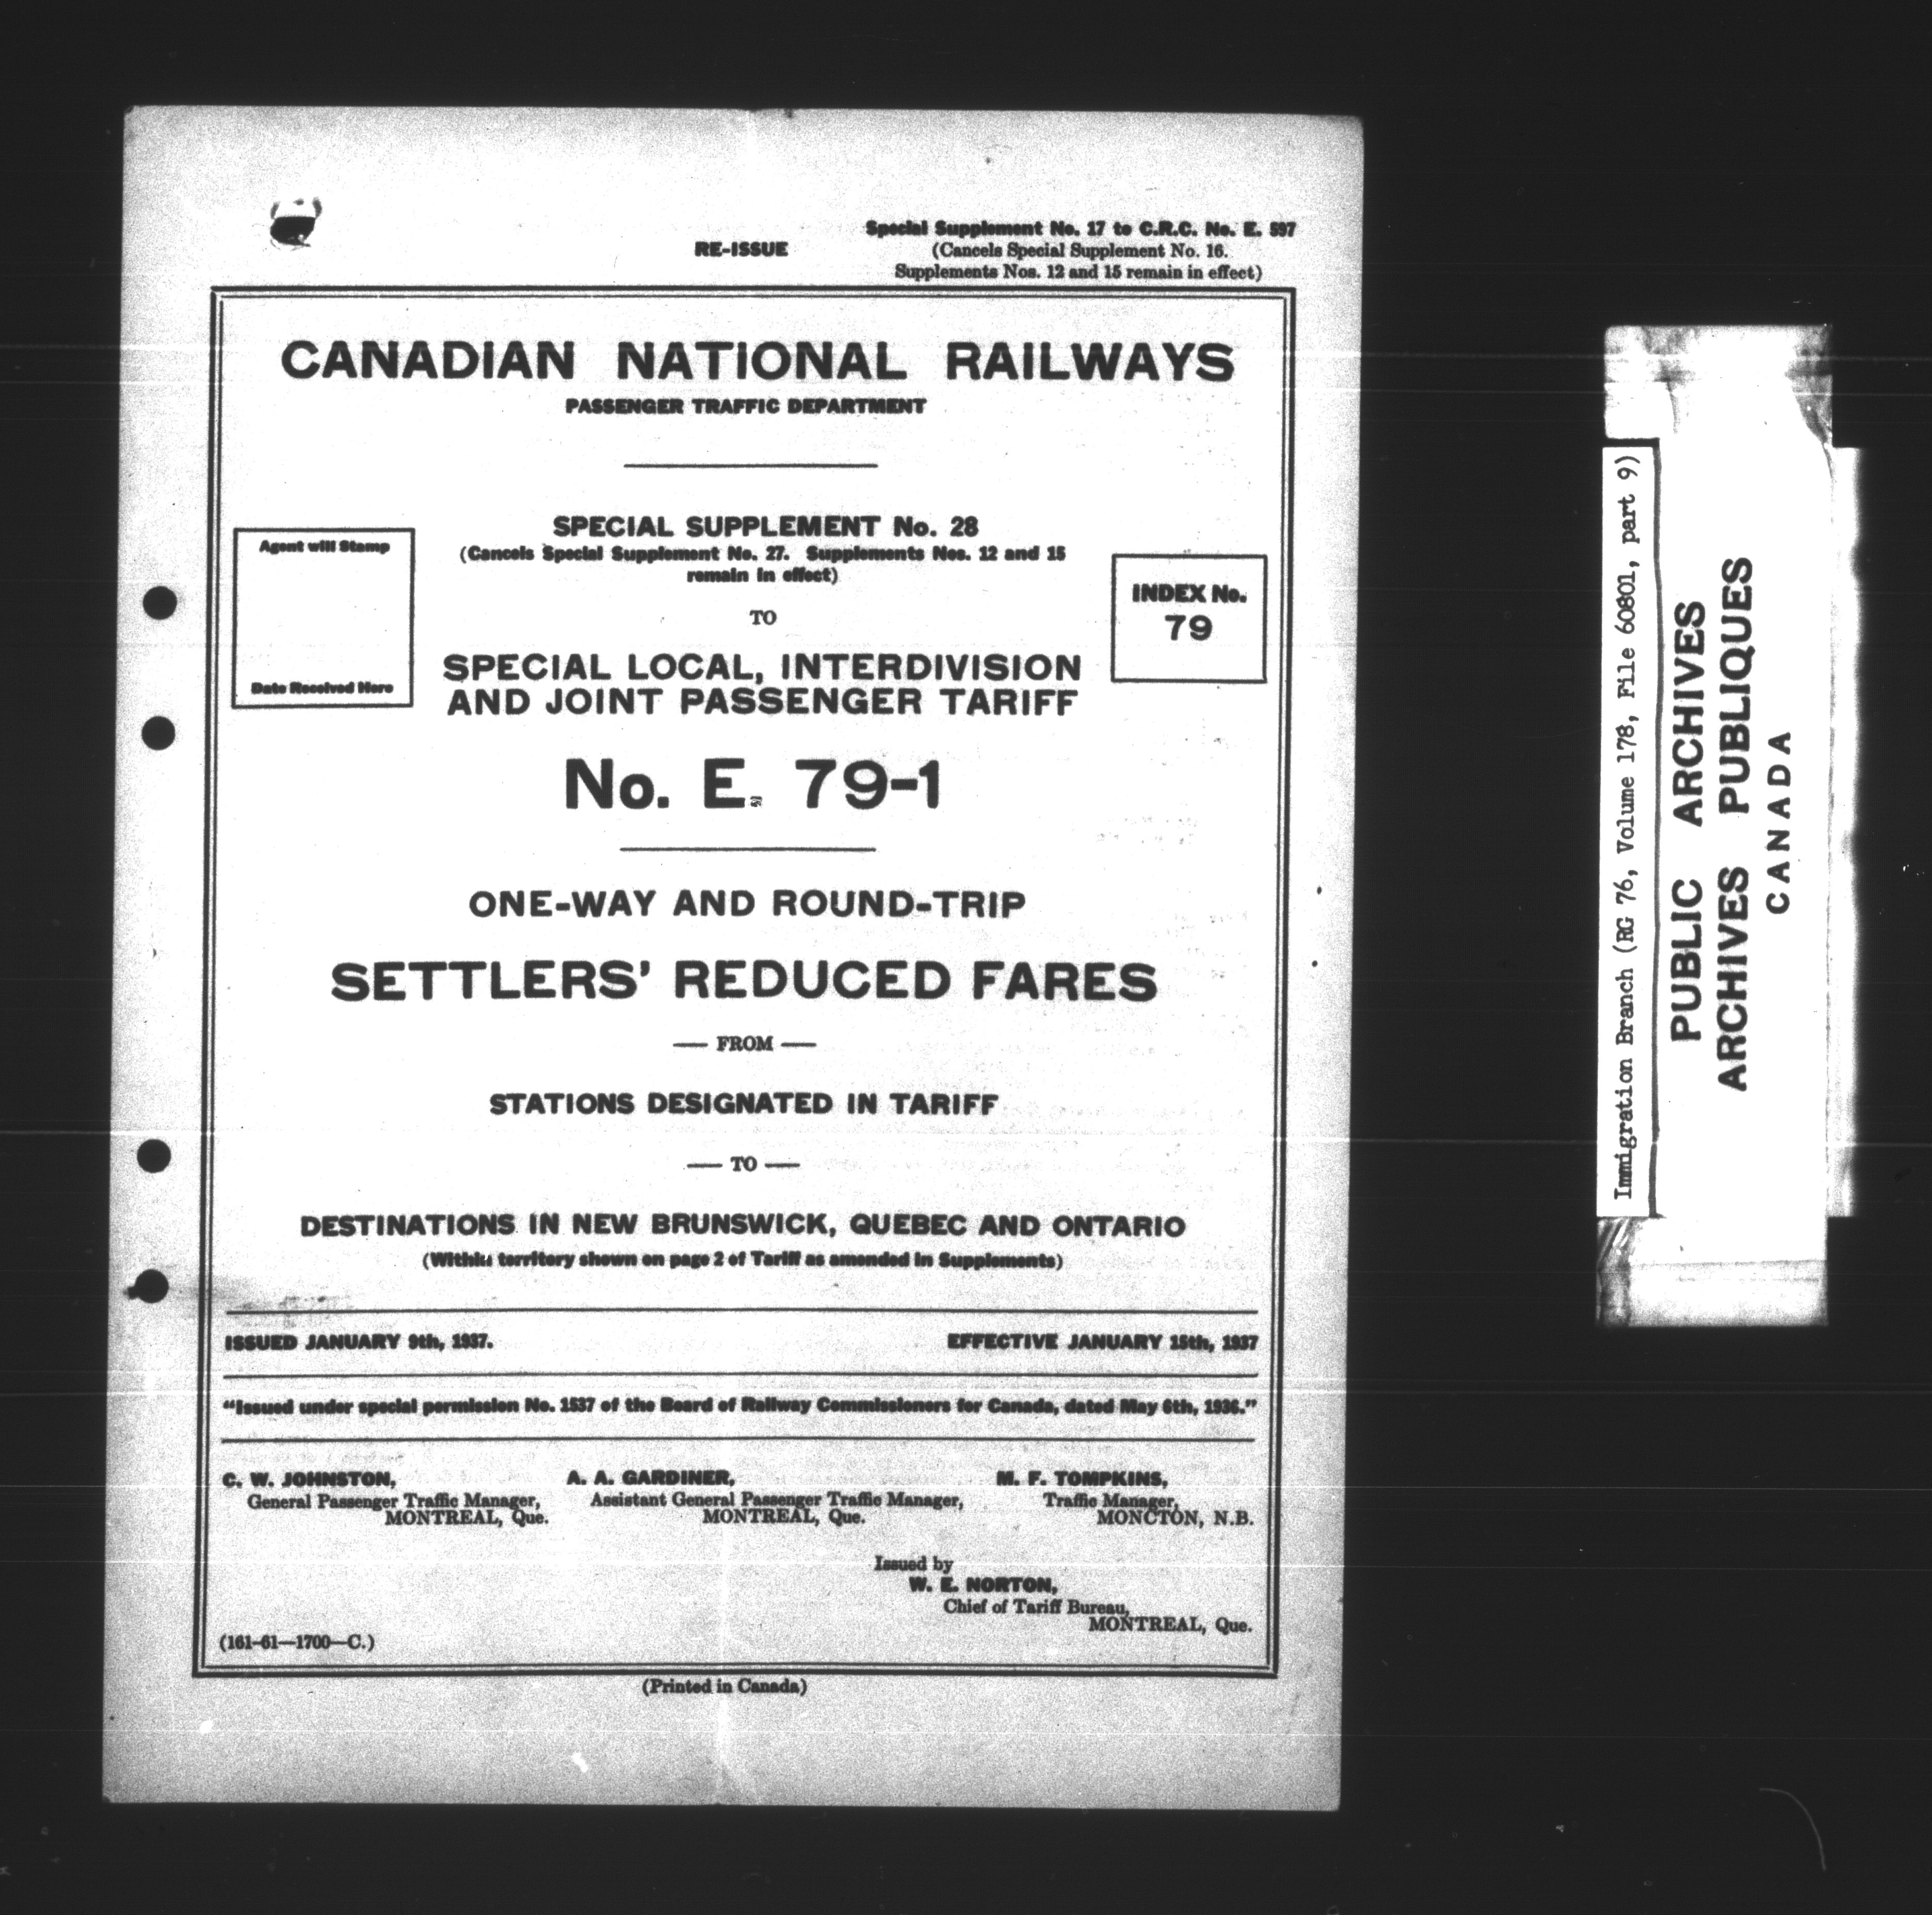 RE-ISSUE
Special Supplement No. 17 to C.R.C. No. E. 597
(Cancels Special Supplement No. 16.
Supplements Nos. 12 and 15 remain in effect)
CANADIAN NATIONAL RAILWAYS
PASSENGER TRAFFIC DEPARTMENT
SPECIAL SUPPLEMENT No. 28
(Cancels Special Supplement No. 27. Supplements Nos. 12 and 15
remain in effect)
Agent will Stamp
Date Received Here
INDEX No.
79
TO
SPECIAL LOCAL, INTERDIVISION
AND JOINT PASSENGER TARIFF
No. E. 79-1
ONE-WAY AND ROUND-TRIP
SETTLERS' REDUCED FARES
— FROM —
STATIONS DESIGNATED IN TARIFF
— TO —
DESTINATIONS IN NEW BRUNSWICK, QUEBEC AND ONTARIO
(Within territory shown on page 2 of Tariff as amended in Supplements)
ISSUED JANUARY 9th, 1937. EFFECTIVE JANUARY 15th, 1937
"Issued under special permission No. 1537 of the Board of Railway Commissioners for Canada, dated May 6th, 1936."
C. W. JOHNSTON,
General Passenger Traffic Manager,
MONTREAL, Que.
A. A. GARDINER,
Assistant General Passenger Traffic Manager,
MONTREAL, Que.
M. F. TOMPKINS,
Traffic Manager,
MONCTON, N.B.
Issued by
W. E. NORTON,
Chief of Tariff Bureau,
MONTREAL, Que.
(161-61—1700—C.)
(Printed in Canada)
Immigration Branch (RG 76, Volume 178, File 60801, part 9)
PUBLIC ARCHIVES
ARCHIVES PUBLIQUES
CANADA